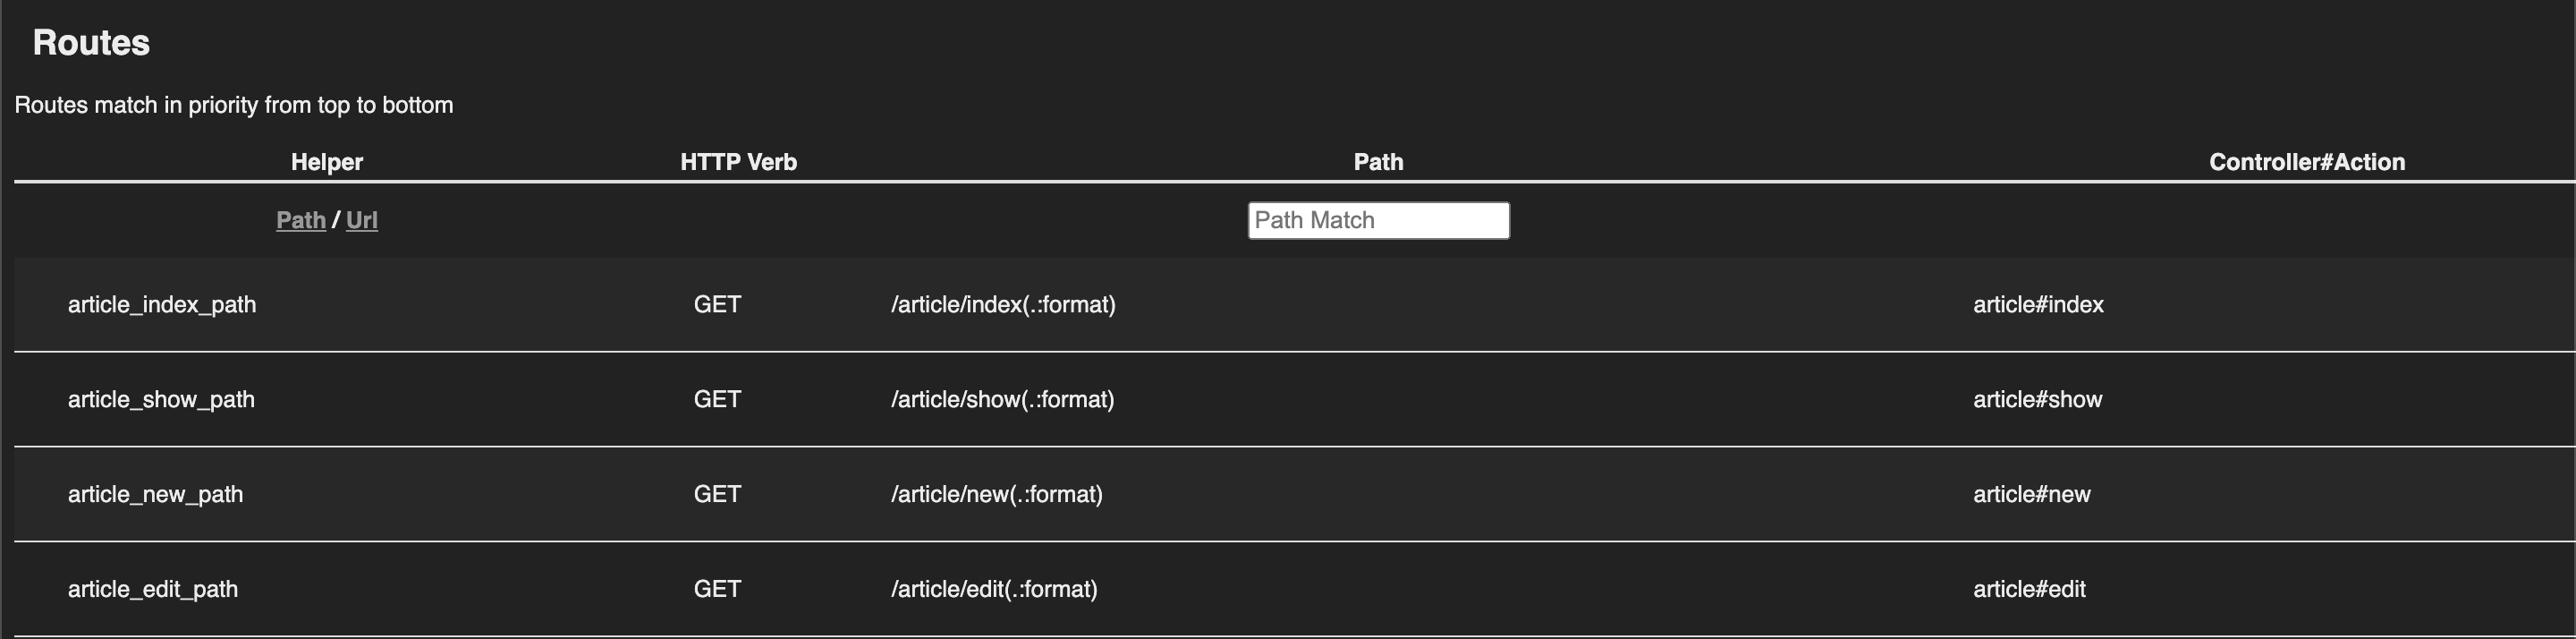 Routes
Routes match in priority from top to bottom
Helper HTTP Verb Path Controller#Action
Path / Url Path Match
article_index_path GET /article/index(.:format) article#index
article_show_path GET /article/show(.:format) article#show
article_new_path GET /article/new(.:format) article#new
article_edit_path GET /article/edit(.:format) article#edit